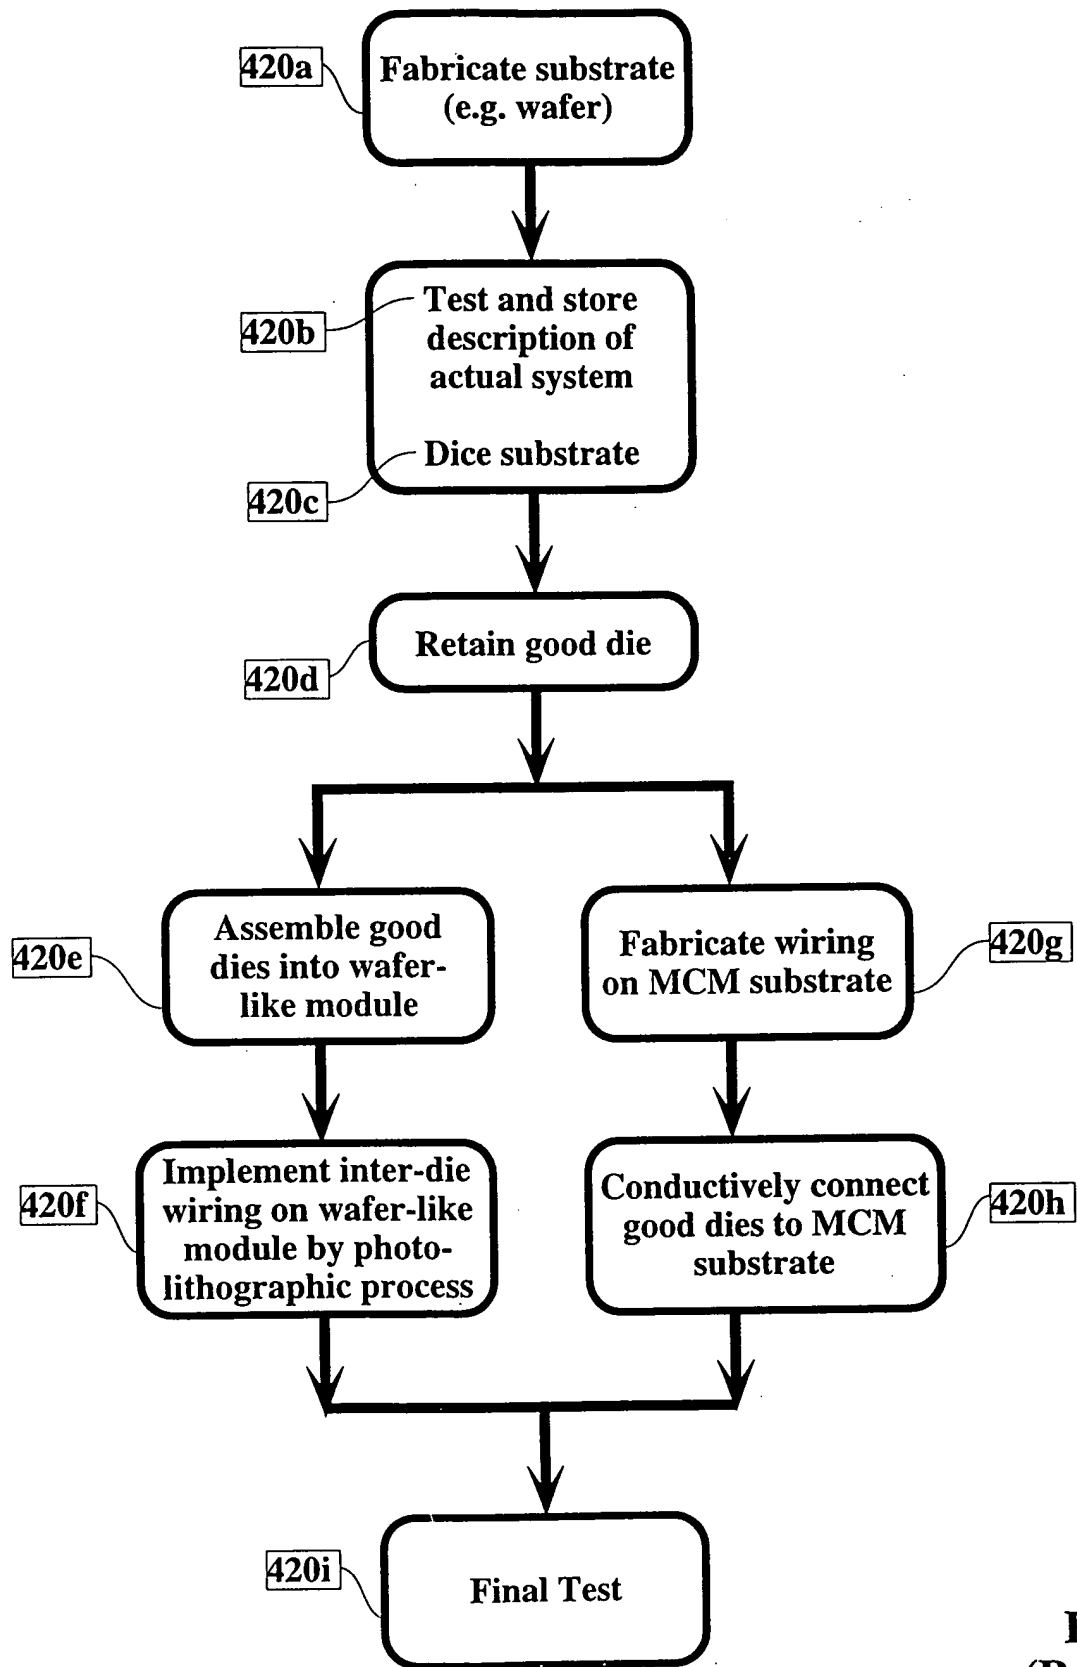 420a
Fabricate substrate
(e.g. wafer)
420b
Test and store
description of
actual system
420c
Dice substrate
420d
Retain good die
420e
Assemble good
dies into wafer-
like module
Fabricate wiring
on MCM substrate
420g
420f
Implement inter-die
wiring on wafer-like
module by photo-
lithographic process
Conductively connect
good dies to MCM
substrate
420h
420i
Final Test